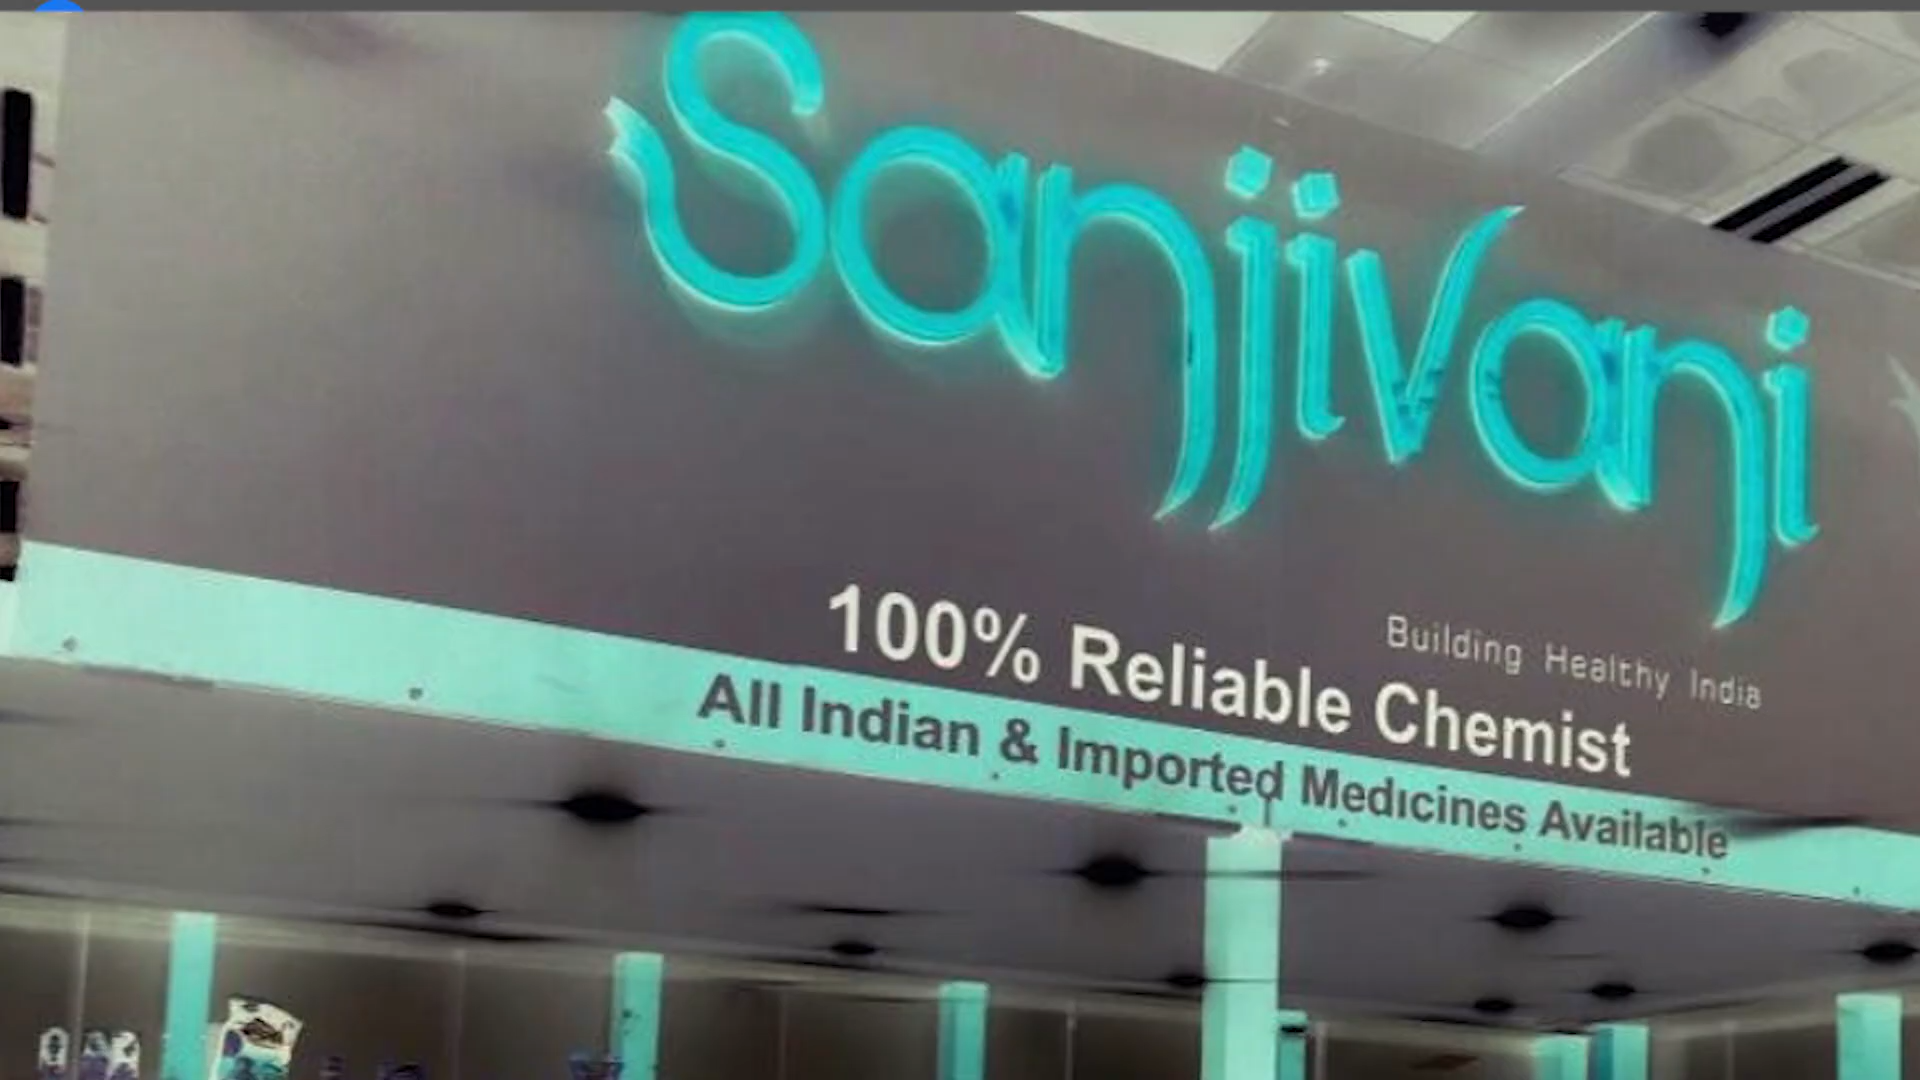 Sanjivani
Building Healthy India
100% Reliable Chemist
All Indian & Imported Medicines Available